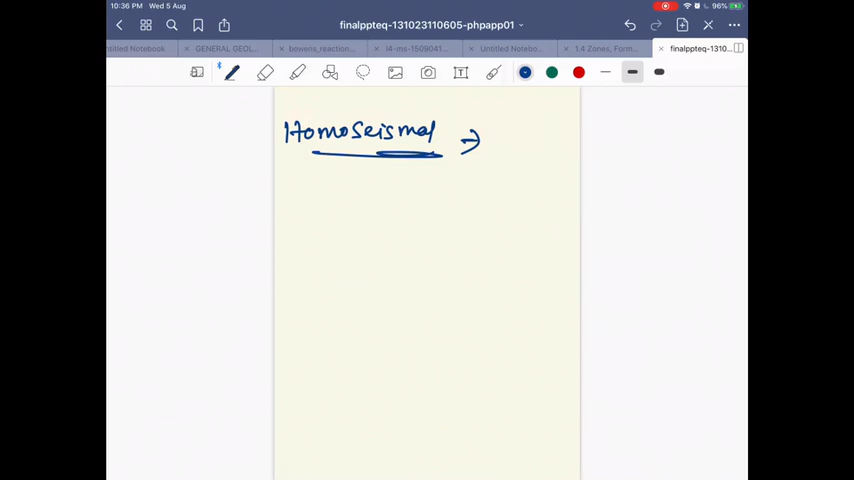 10:36 PM Wed 5 Aug
96%
finalppteq-131023110605-phpapp01
ntitled Notebook
GENERAL GEOL...
bowens_reaction...
l4-ms-1509041...
Untitled Notebo...
1.4 Zones, Form...
finalppteq-1310...
Homoseismal →